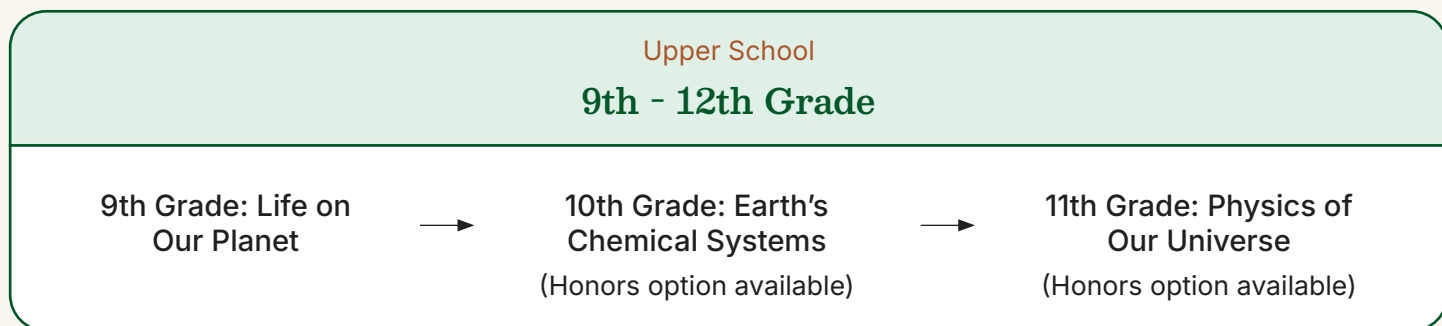 Upper School
9th - 12th Grade
9th Grade: Life on
Our Planet
10th Grade: Earth’s
Chemical Systems
(Honors option available)
11th Grade: Physics of
Our Universe
(Honors option available)